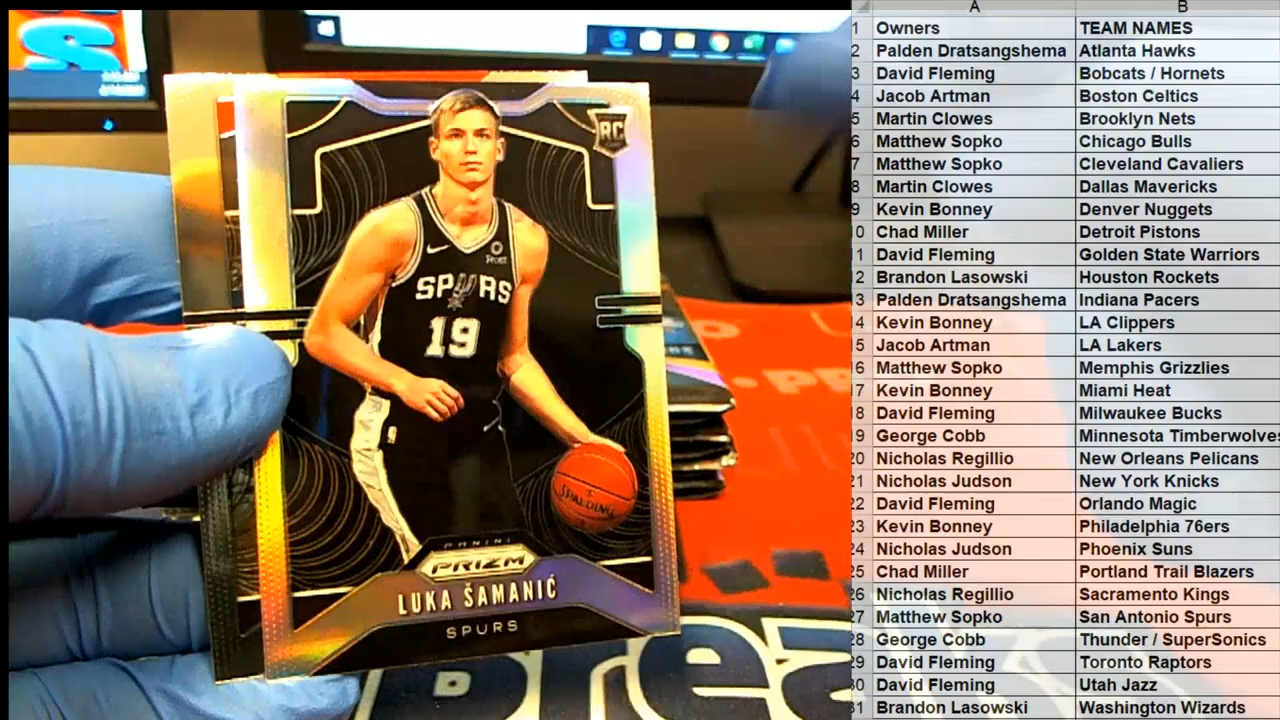 S
RC
SPURS
19
Frost
SPALDING
PANINI
PRIZM
LUKA ŠAMANIĆ
SPURS
Brea
A B
1 Owners TEAM NAMES
2 Palden Dratsangshema Atlanta Hawks
3 David Fleming Bobcats / Hornets
4 Jacob Artman Boston Celtics
5 Martin Clowes Brooklyn Nets
6 Matthew Sopko Chicago Bulls
7 Matthew Sopko Cleveland Cavaliers
8 Martin Clowes Dallas Mavericks
9 Kevin Bonney Denver Nuggets
10 Chad Miller Detroit Pistons
11 David Fleming Golden State Warriors
12 Brandon Lasowski Houston Rockets
13 Palden Dratsangshema Indiana Pacers
14 Kevin Bonney LA Clippers
15 Jacob Artman LA Lakers
16 Matthew Sopko Memphis Grizzlies
17 Kevin Bonney Miami Heat
18 David Fleming Milwaukee Bucks
19 George Cobb Minnesota Timberwolves
20 Nicholas Regillio New Orleans Pelicans
21 Nicholas Judson New York Knicks
22 David Fleming Orlando Magic
23 Kevin Bonney Philadelphia 76ers
24 Nicholas Judson Phoenix Suns
25 Chad Miller Portland Trail Blazers
26 Nicholas Regillio Sacramento Kings
27 Matthew Sopko San Antonio Spurs
28 George Cobb Thunder / SuperSonics
29 David Fleming Toronto Raptors
30 David Fleming Utah Jazz
31 Brandon Lasowski Washington Wizards